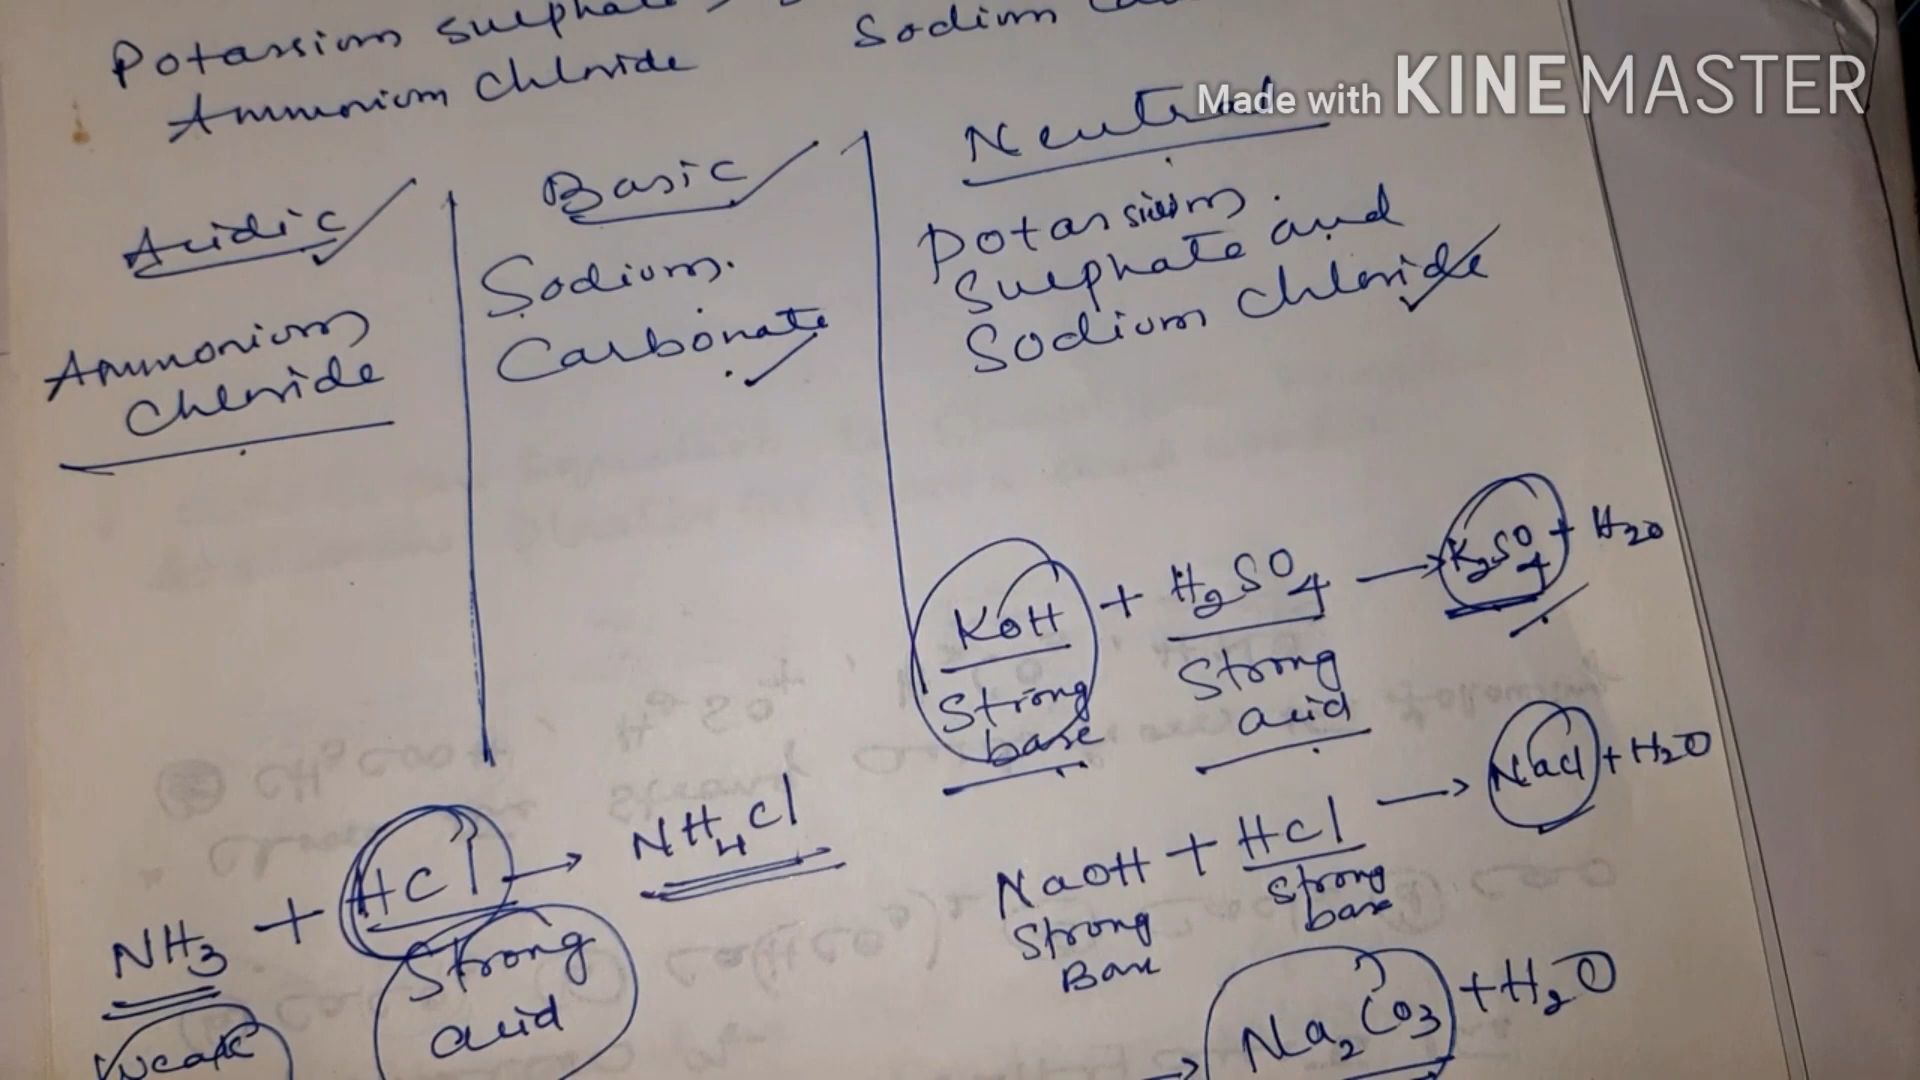 Potassium sulphate
Sodium
Ammonium chloride
Made with KINEMASTER
Acidic
Ammonium
Chloride
Basic
Sodium.
Carbonate
Neutral
Potassium.
Sulphate and
Sodium chloride
KOH + H2SO4 → K2SO4 + H2O
Strong
base
Strong
acid
NaOH + HCl → NaCl + H2O
Strong
Base
Strong
base
NH3 + HCl → NH4Cl
Weak
Strong
acid
→ Na2CO3 + H2O